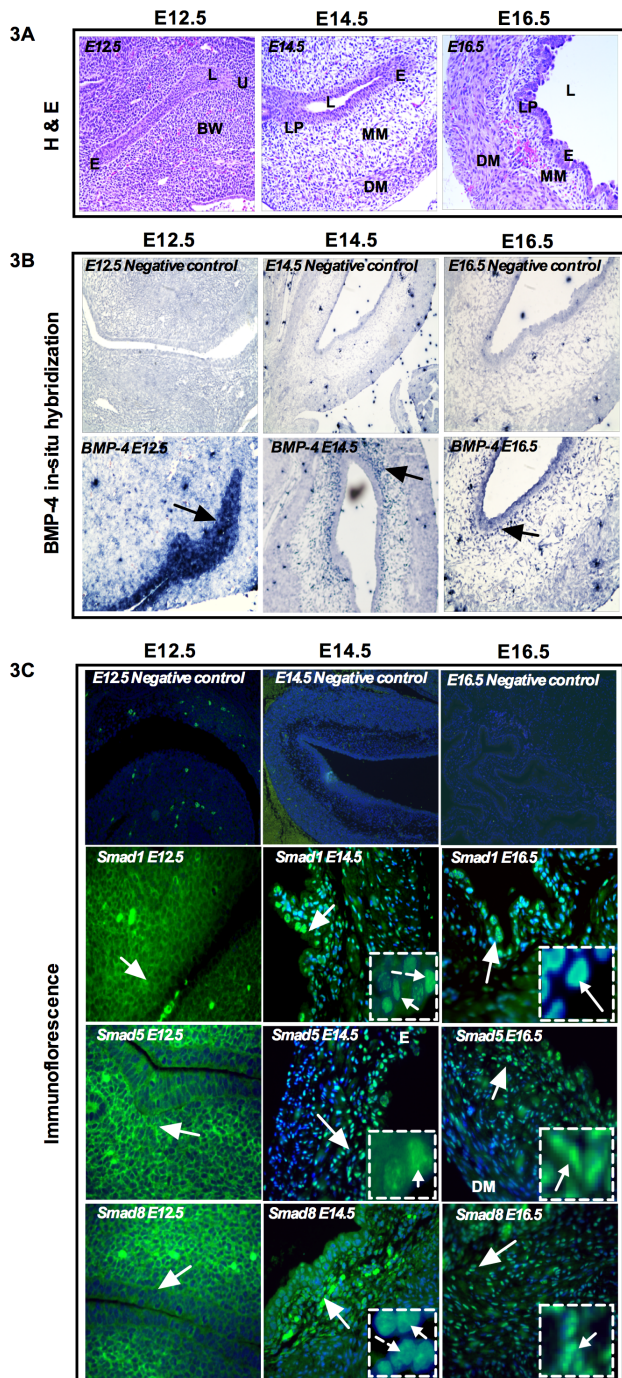 E12.5 E14.5 E16.5
3A
H & E
E12.5 E14.5 E16.5
L U BW E
E L LP MM DM
L LP E DM MM
E12.5 E14.5 E16.5
3B
BMP-4 in-situ hybridization
E12.5 Negative control E14.5 Negative control E16.5 Negative control
BMP-4 E12.5 BMP-4 E14.5 BMP-4 E16.5
E12.5 E14.5 E16.5
3C
Immunoflorescence
E12.5 Negative control E14.5 Negative control E16.5 Negative control
Smad1 E12.5 Smad1 E14.5 Smad1 E16.5
Smad5 E12.5 Smad5 E14.5 Smad5 E16.5
E
DM
Smad8 E12.5 Smad8 E14.5 Smad8 E16.5